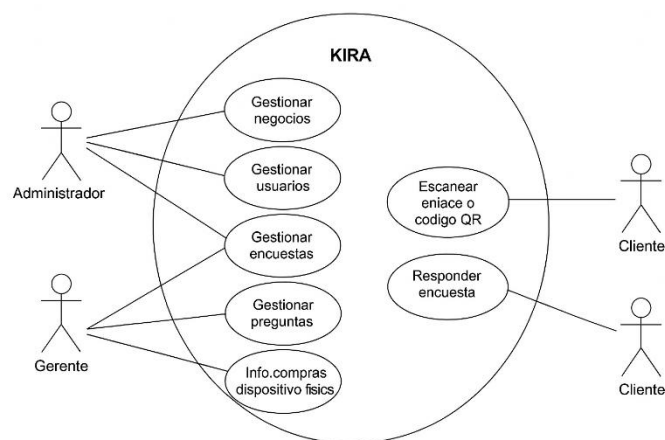 KIRA
Gestionar
negocios
Gestionar
usuarios
Gestionar
encuestas
Gestionar
preguntas
Info.compras
dispositivo fisics
Administrador
Gerente
Escanear
eniace o
codigo QR
Responder
encuesta
Cliente
Cliente